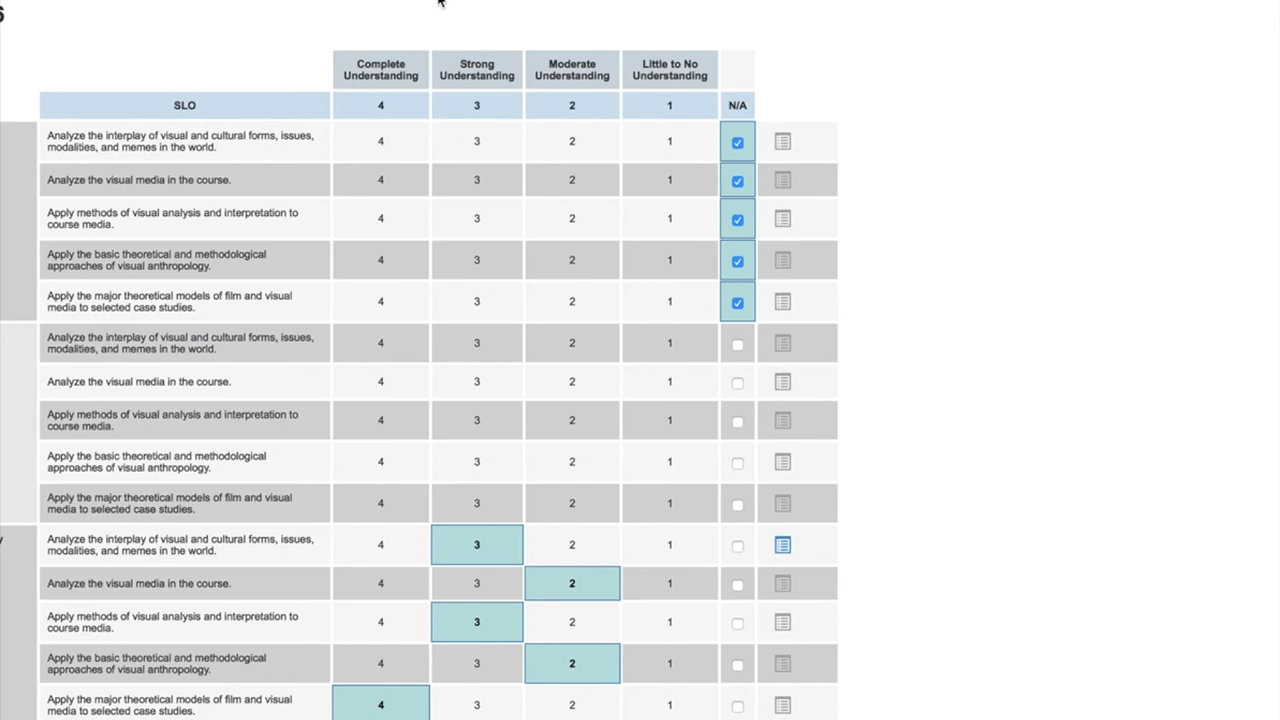 6
Complete Understanding Strong Understanding Moderate Understanding Little to No Understanding
SLO 4 3 2 1 N/A
Analyze the interplay of visual and cultural forms, issues,
modalities, and memes in the world. 4 3 2 1
Analyze the visual media in the course. 4 3 2 1
Apply methods of visual analysis and interpretation to
course media. 4 3 2 1
Apply the basic theoretical and methodological
approaches of visual anthropology. 4 3 2 1
Apply the major theoretical models of film and visual
media to selected case studies. 4 3 2 1
Analyze the interplay of visual and cultural forms, issues,
modalities, and memes in the world. 4 3 2 1
Analyze the visual media in the course. 4 3 2 1
Apply methods of visual analysis and interpretation to
course media. 4 3 2 1
Apply the basic theoretical and methodological
approaches of visual anthropology. 4 3 2 1
Apply the major theoretical models of film and visual
media to selected case studies. 4 3 2 1
Analyze the interplay of visual and cultural forms, issues,
modalities, and memes in the world. 4 3 2 1
Analyze the visual media in the course. 4 3 2 1
Apply methods of visual analysis and interpretation to
course media. 4 3 2 1
Apply the basic theoretical and methodological
approaches of visual anthropology. 4 3 2 1
Apply the major theoretical models of film and visual
media to selected case studies. 4 3 2 1